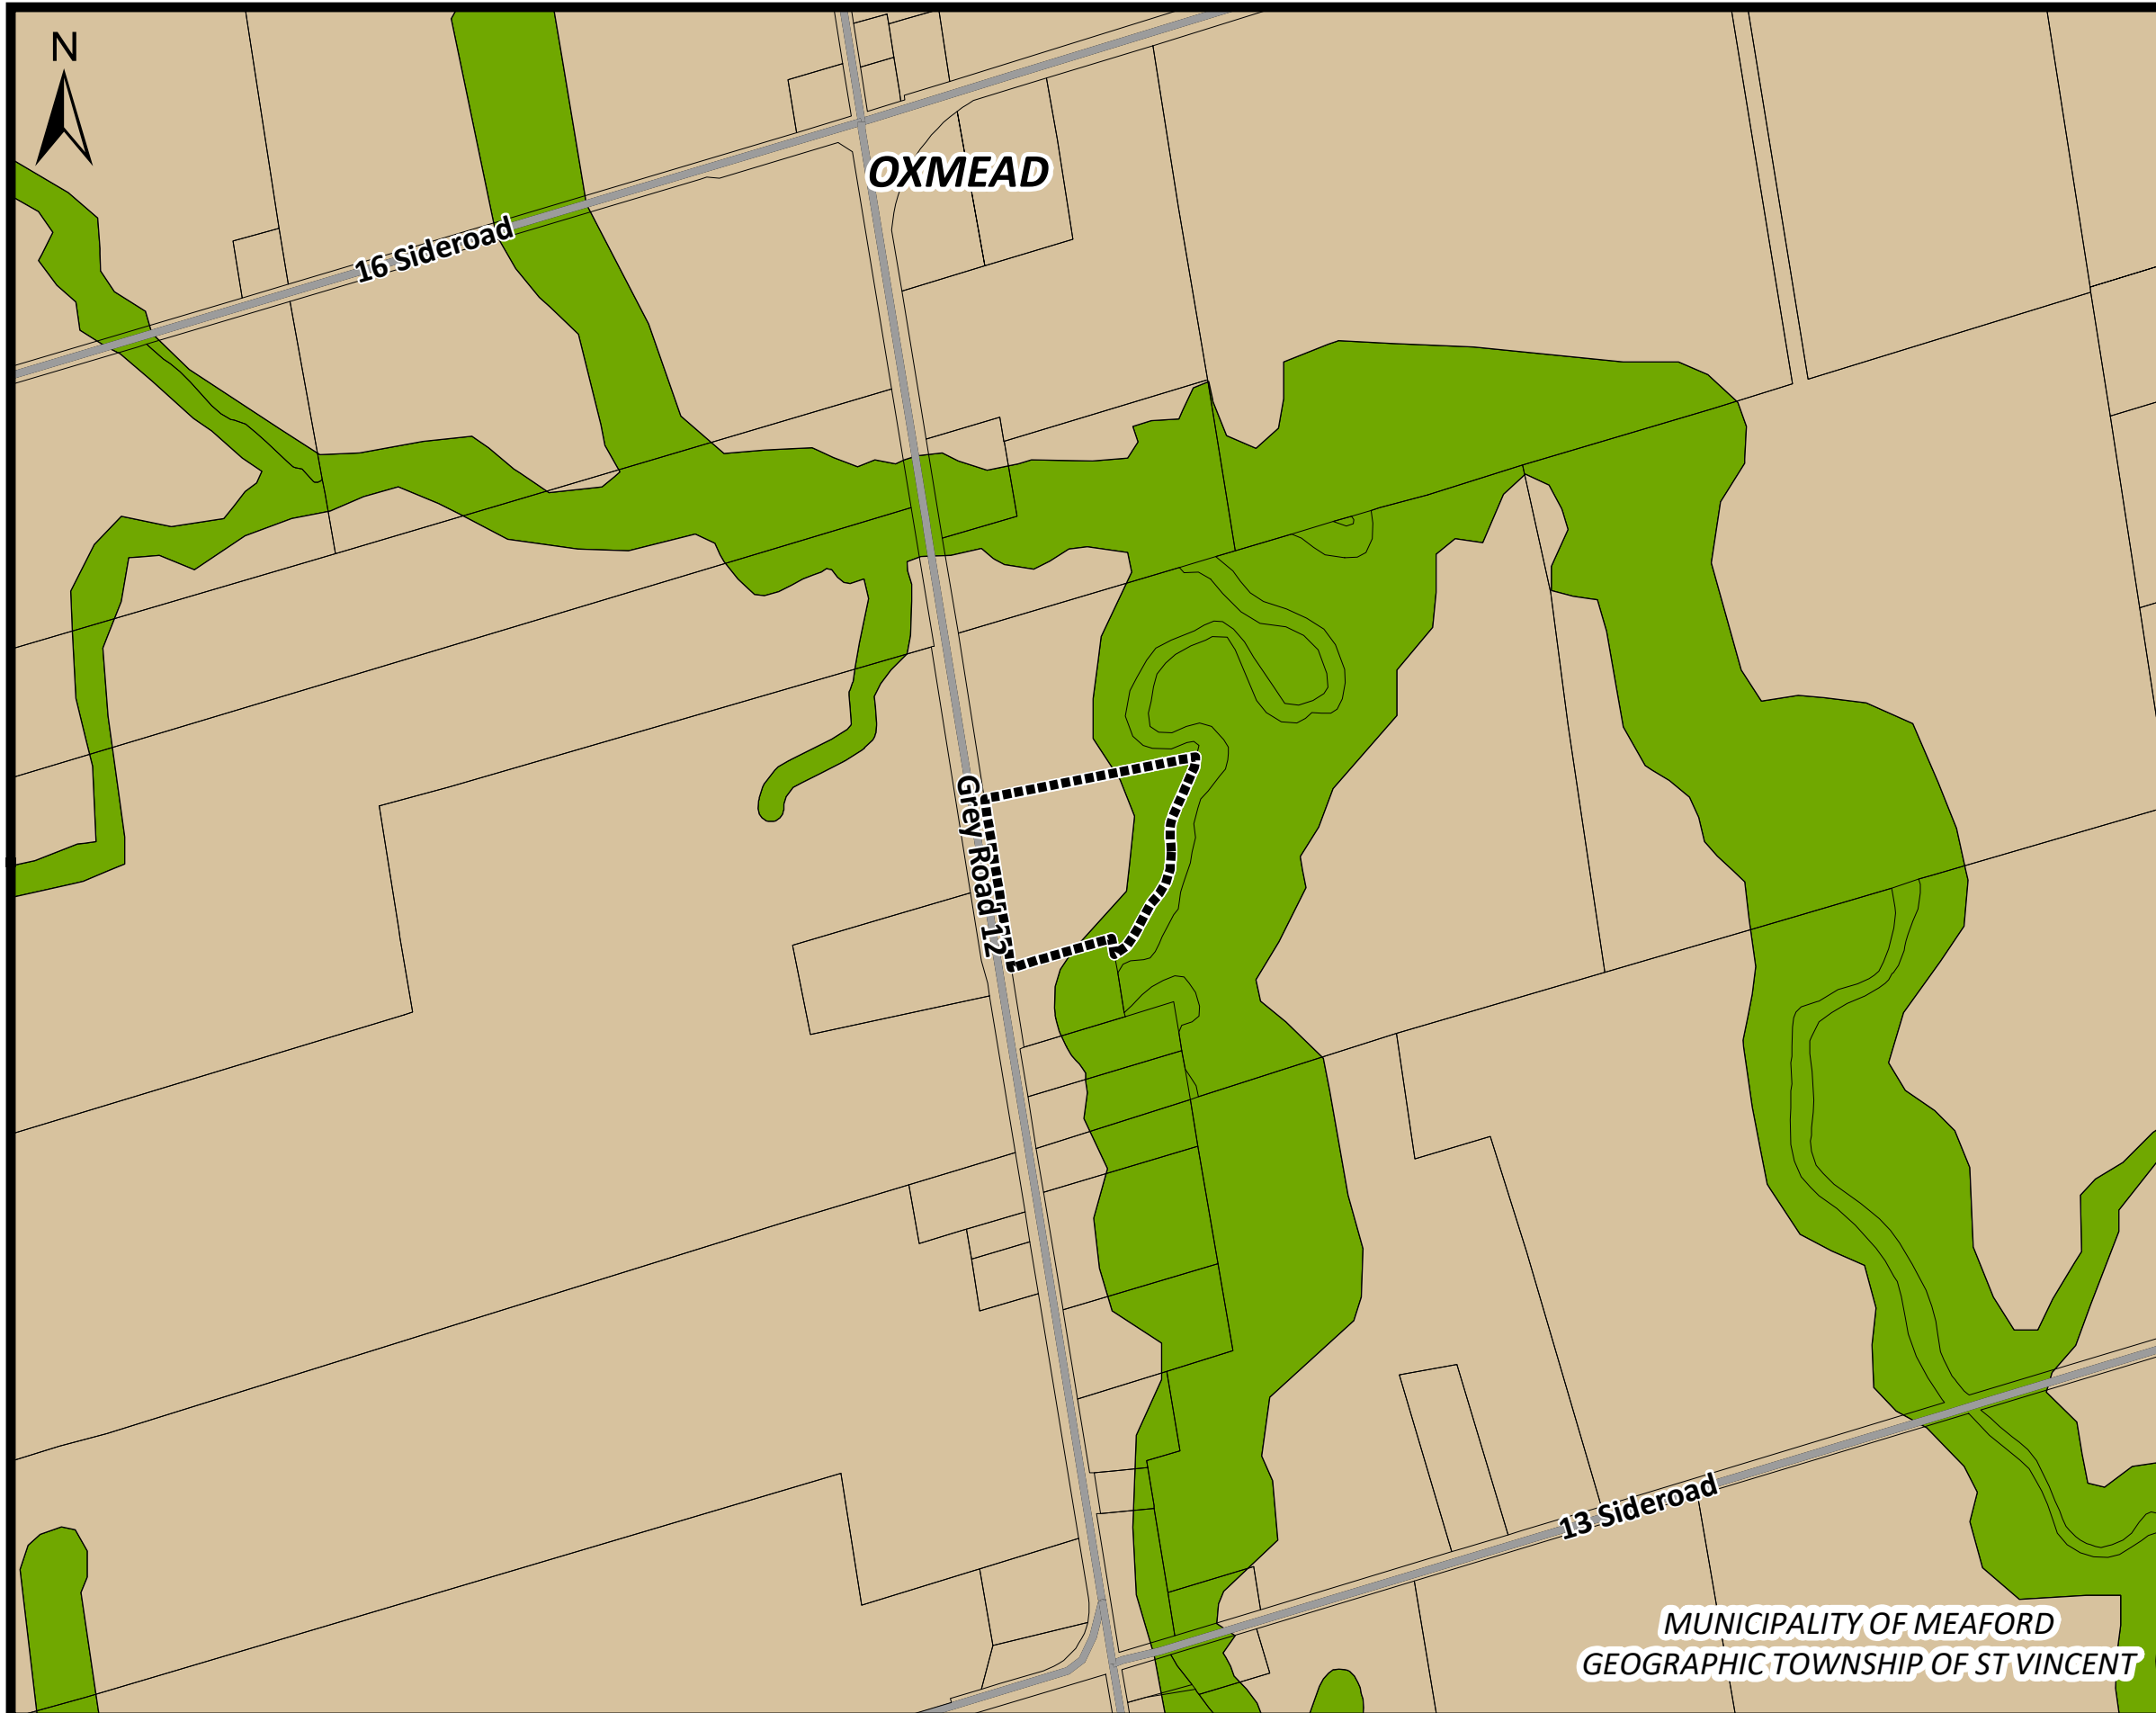 N
OXMEAD
16 Sideroad
Grey Road 12
13 Sideroad
MUNICIPALITY OF MEAFORD
GEOGRAPHIC TOWNSHIP OF ST VINCENT